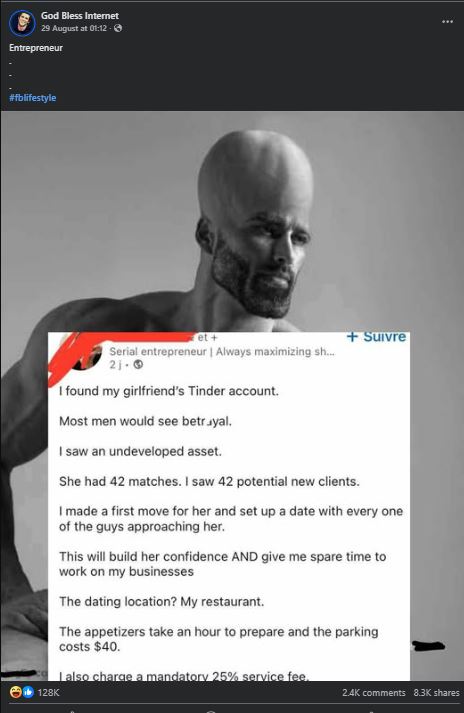 God Bless Internet
29 August at 01:12 ·
Entrepreneur
.
.
.
#fblifestyle
et +
+ Suivre
Serial entrepreneur | Always maximizing sh...
2 j ·
I found my girlfriend's Tinder account.
Most men would see betrayal.
I saw an undeveloped asset.
She had 42 matches. I saw 42 potential new clients.
I made a first move for her and set up a date with every one
of the guys approaching her.
This will build her confidence AND give me spare time to
work on my businesses
The dating location? My restaurant.
The appetizers take an hour to prepare and the parking
costs $40.
I also charge a mandatory 25% service fee.
128K
2.4K comments 8.3K shares